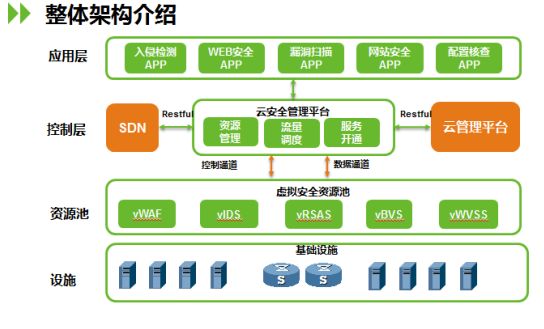 整体架构介绍
应用层
入侵检测
APP
WEB安全
APP
漏洞扫描
APP
网站安全
APP
配置核查
APP
控制层
SDN
Restful
云安全管理平台
资源
管理
流量
调度
服务
开通
Restful
云管理平台
控制通道
数据通道
资源池
虚拟安全资源池
vWAF
vIDS
vRSAS
vBVS
vWVSS
设施
基础设施
S
S